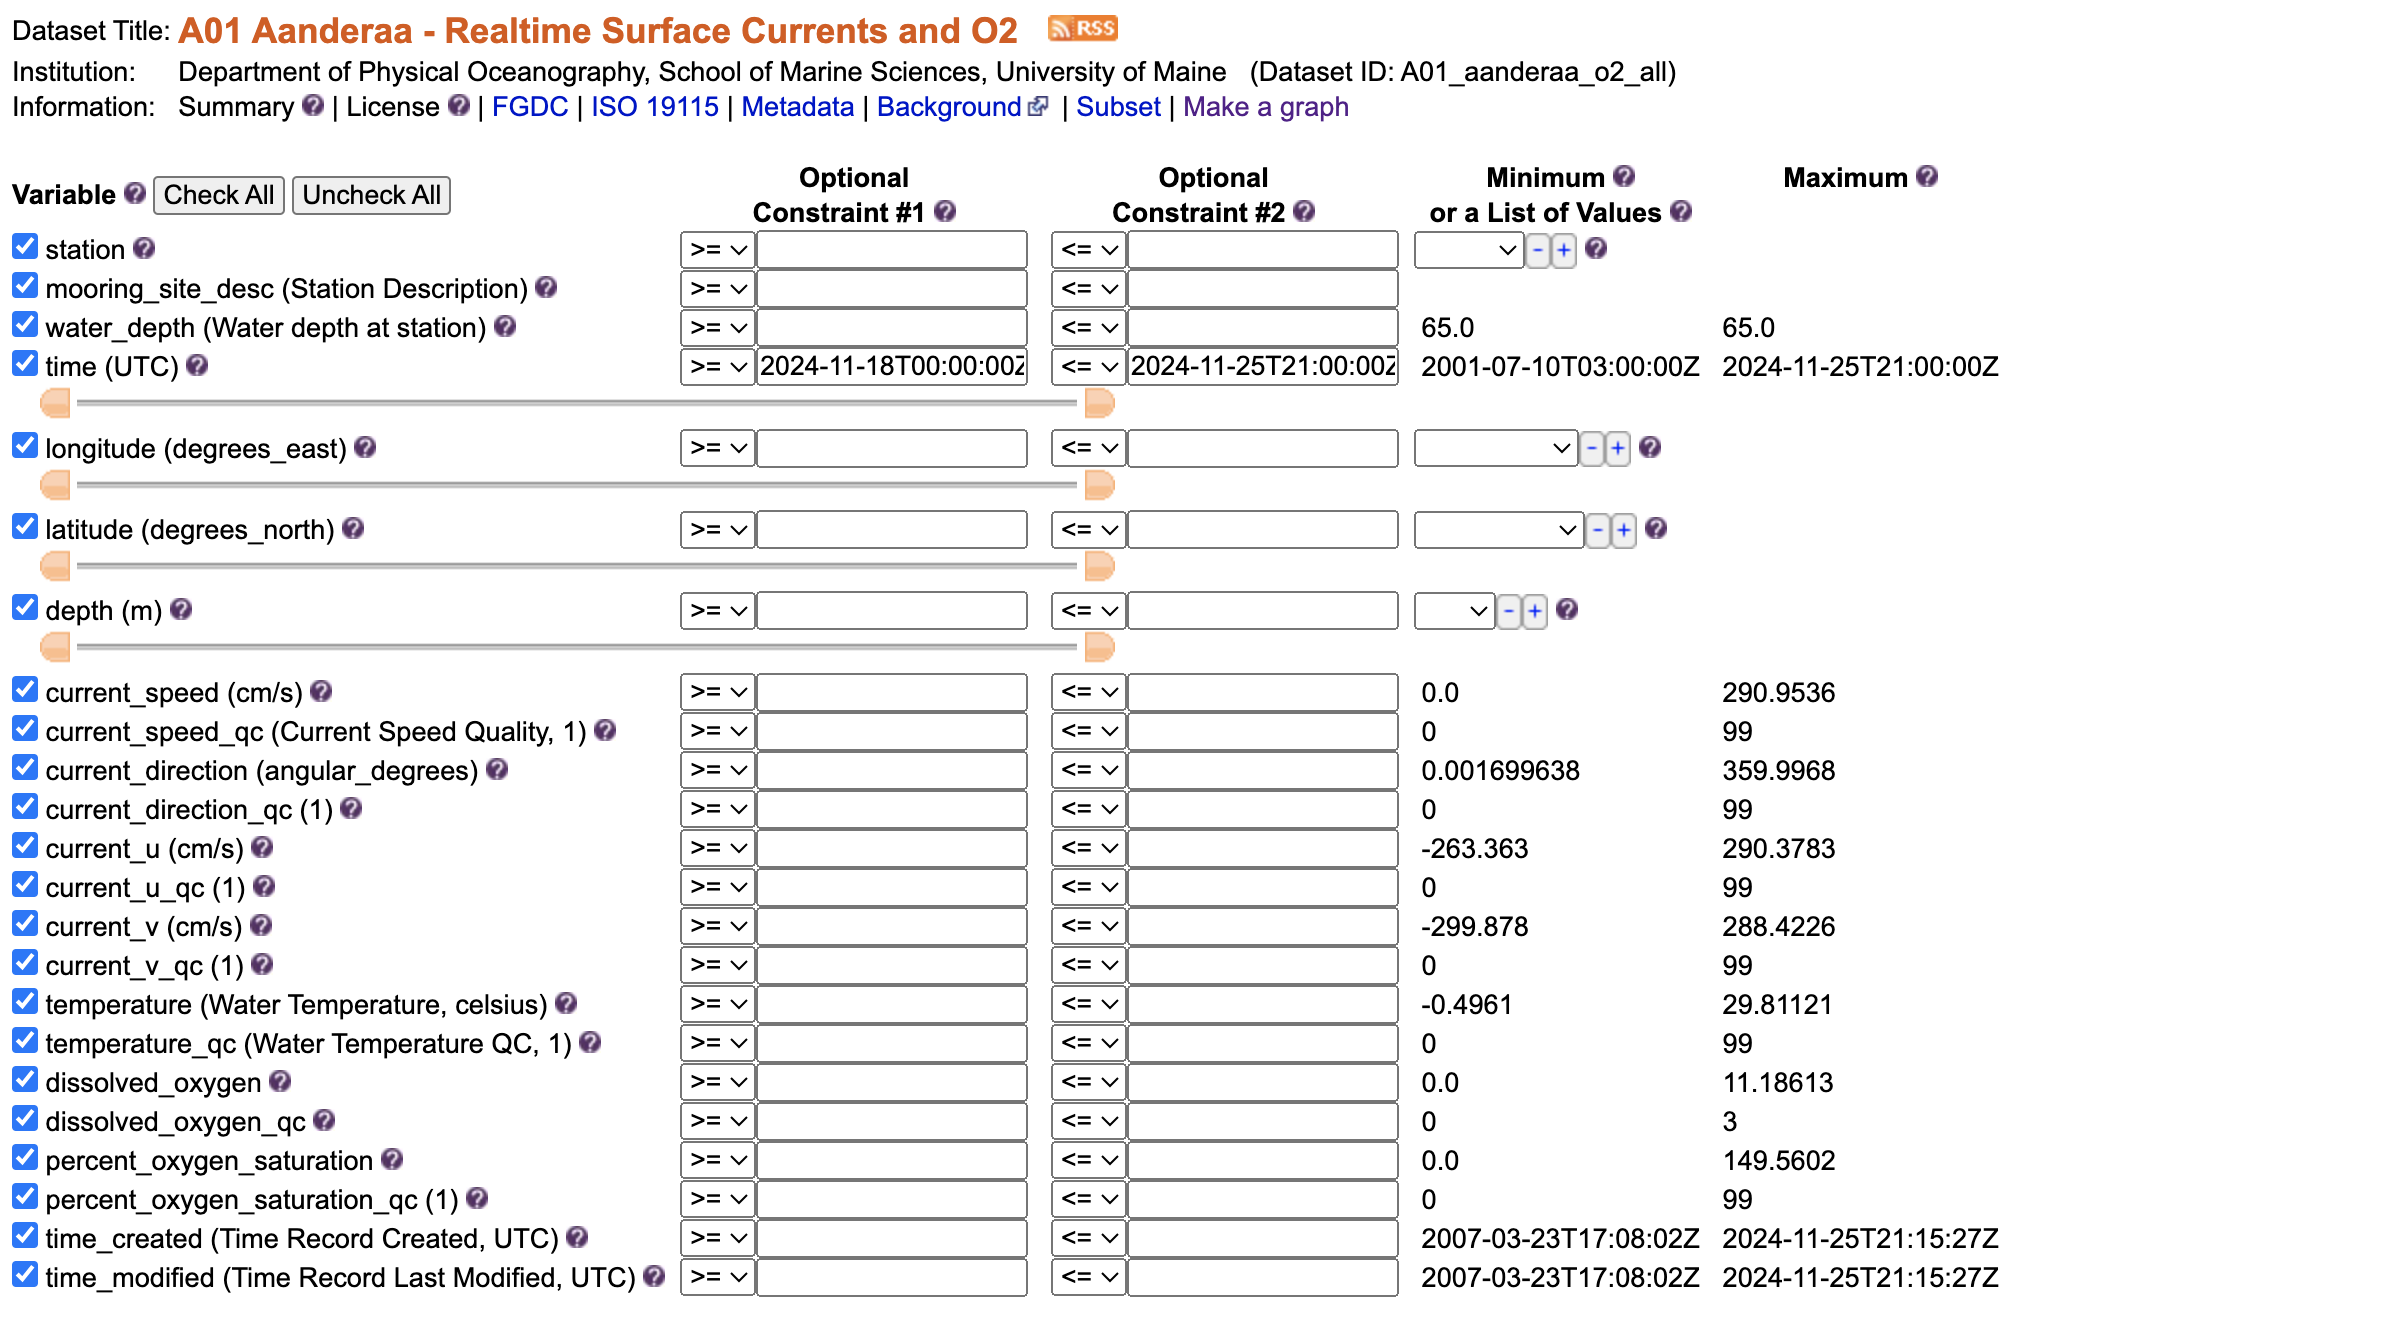 Dataset Title: A01 Aanderaa - Realtime Surface Currents and O2 RSS
Institution: Department of Physical Oceanography, School of Marine Sciences, University of Maine (Dataset ID: A01_aanderaa_o2_all)
Information: Summary ? | License ? | FGDC | ISO 19115 | Metadata | Background | Subset | Make a graph
Variable ? Check All Uncheck All Optional Constraint #1 ? Optional Constraint #2 ? Minimum ? or a List of Values ? Maximum ?
station ? >= <= - + ?
mooring_site_desc (Station Description) ? >= <=
water_depth (Water depth at station) ? >= <= 65.0 65.0
time (UTC) ? >= 2024-11-18T00:00:00Z <= 2024-11-25T21:00:00Z 2001-07-10T03:00:00Z 2024-11-25T21:00:00Z
longitude (degrees_east) ? >= <= - + ?
latitude (degrees_north) ? >= <= - + ?
depth (m) ? >= <= - + ?
current_speed (cm/s) ? >= <= 0.0 290.9536
current_speed_qc (Current Speed Quality, 1) ? >= <= 0 99
current_direction (angular_degrees) ? >= <= 0.001699638 359.9968
current_direction_qc (1) ? >= <= 0 99
current_u (cm/s) ? >= <= -263.363 290.3783
current_u_qc (1) ? >= <= 0 99
current_v (cm/s) ? >= <= -299.878 288.4226
current_v_qc (1) ? >= <= 0 99
temperature (Water Temperature, celsius) ? >= <= -0.4961 29.81121
temperature_qc (Water Temperature QC, 1) ? >= <= 0 99
dissolved_oxygen ? >= <= 0.0 11.18613
dissolved_oxygen_qc ? >= <= 0 3
percent_oxygen_saturation ? >= <= 0.0 149.5602
percent_oxygen_saturation_qc (1) ? >= <= 0 99
time_created (Time Record Created, UTC) ? >= <= 2007-03-23T17:08:02Z 2024-11-25T21:15:27Z
time_modified (Time Record Last Modified, UTC) ? >= <= 2007-03-23T17:08:02Z 2024-11-25T21:15:27Z